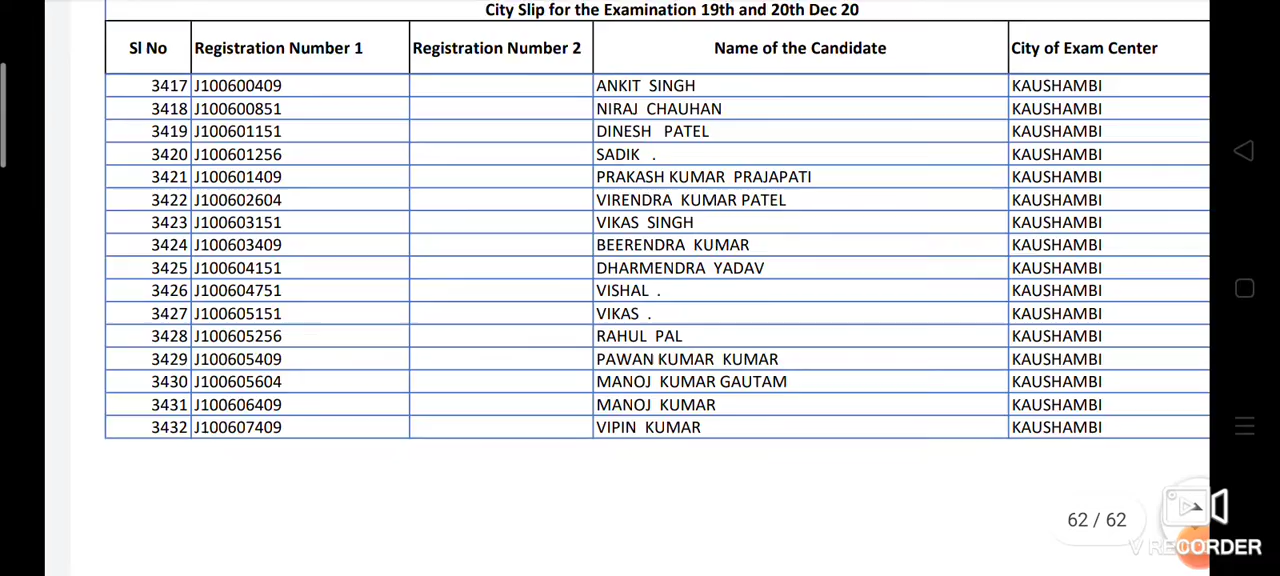 City Slip for the Examination 19th and 20th Dec 20
Sl No Registration Number 1 Registration Number 2 Name of the Candidate City of Exam Center
3417 J100600409 ANKIT SINGH KAUSHAMBI
3418 J100600851 NIRAJ CHAUHAN KAUSHAMBI
3419 J100601151 DINESH PATEL KAUSHAMBI
3420 J100601256 SADIK . KAUSHAMBI
3421 J100601409 PRAKASH KUMAR PRAJAPATI KAUSHAMBI
3422 J100602604 VIRENDRA KUMAR PATEL KAUSHAMBI
3423 J100603151 VIKAS SINGH KAUSHAMBI
3424 J100603409 BEERENDRA KUMAR KAUSHAMBI
3425 J100604151 DHARMENDRA YADAV KAUSHAMBI
3426 J100604751 VISHAL . KAUSHAMBI
3427 J100605151 VIKAS . KAUSHAMBI
3428 J100605256 RAHUL PAL KAUSHAMBI
3429 J100605409 PAWAN KUMAR KUMAR KAUSHAMBI
3430 J100605604 MANOJ KUMAR GAUTAM KAUSHAMBI
3431 J100606409 MANOJ KUMAR KAUSHAMBI
3432 J100607409 VIPIN KUMAR KAUSHAMBI
62 / 62
V RECORDER